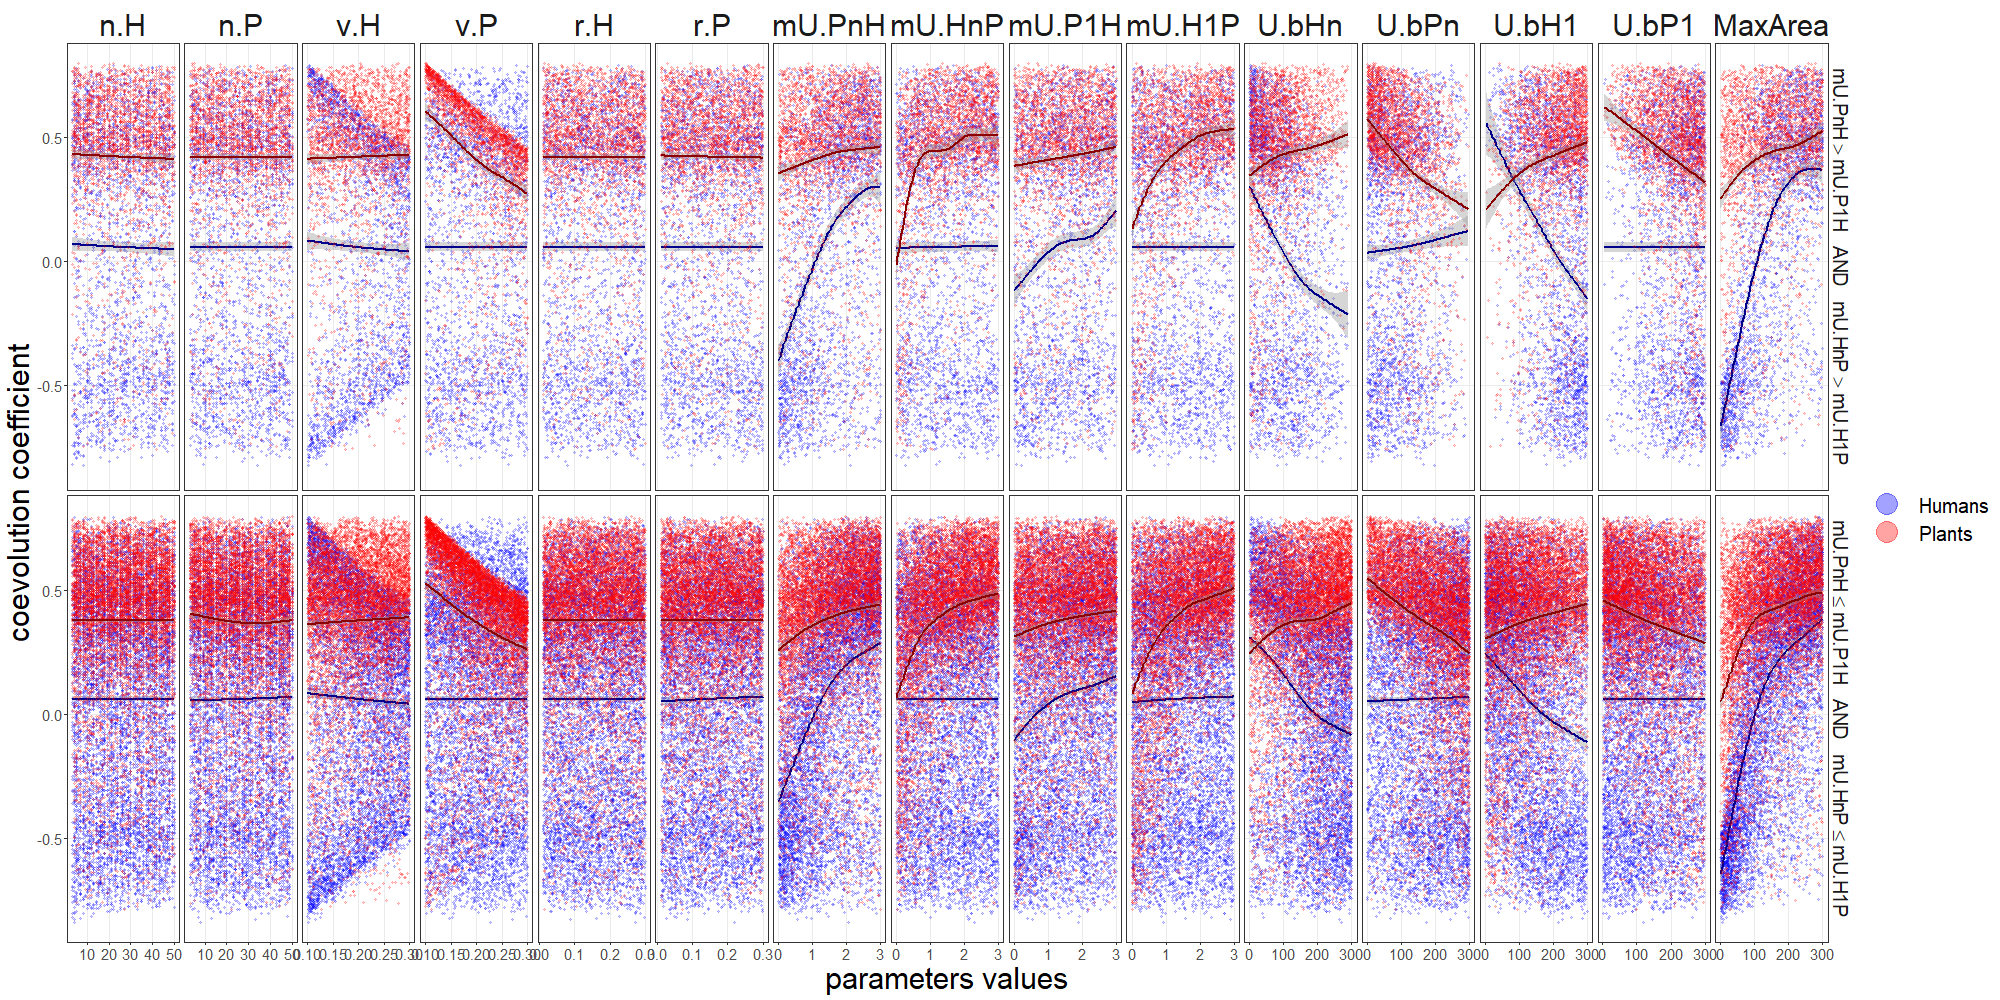 n.H n.P v.H v.P r.H r.P mU.PnH mU.HnP mU.P1H mU.H1P U.bHn U.bPn U.bH1 U.bP1 MaxArea
coevolution coefficient
0.5
0.0
-0.5
mU.PnH > mU.P1H AND mU.HnP > mU.H1P
0.5
0.0
-0.5
mU.PnH ≤ mU.P1H AND mU.HnP ≤ mU.H1P
Humans
Plants
10 20 30 40 50 10 20 30 40 50 0.10 0.15 0.20 0.25 0.30 0.10 0.15 0.20 0.25 0.30 0.0 0.1 0.2 0.3 0.0 0.1 0.2 0.3 0 1 2 3 0 1 2 3 0 1 2 3 0 1 2 3 0 100 200 300 0 100 200 300 0 100 200 300 0 100 200 300 0 100 200 300
parameters values